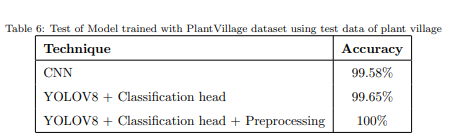 Table 6: Test of Model trained with PlantVillage dataset using test data of plant village
Technique Accuracy
CNN 99.58%
YOLOV8 + Classification head 99.65%
YOLOV8 + Classification head + Preprocessing 100%